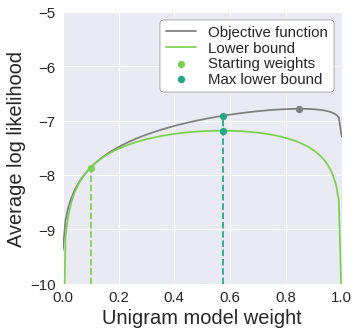 Average log likelihood
−5
−6
−7
−8
−9
−10
Objective function
Lower bound
Starting weights
Max lower bound
0.0 0.2 0.4 0.6 0.8 1.0
Unigram model weight